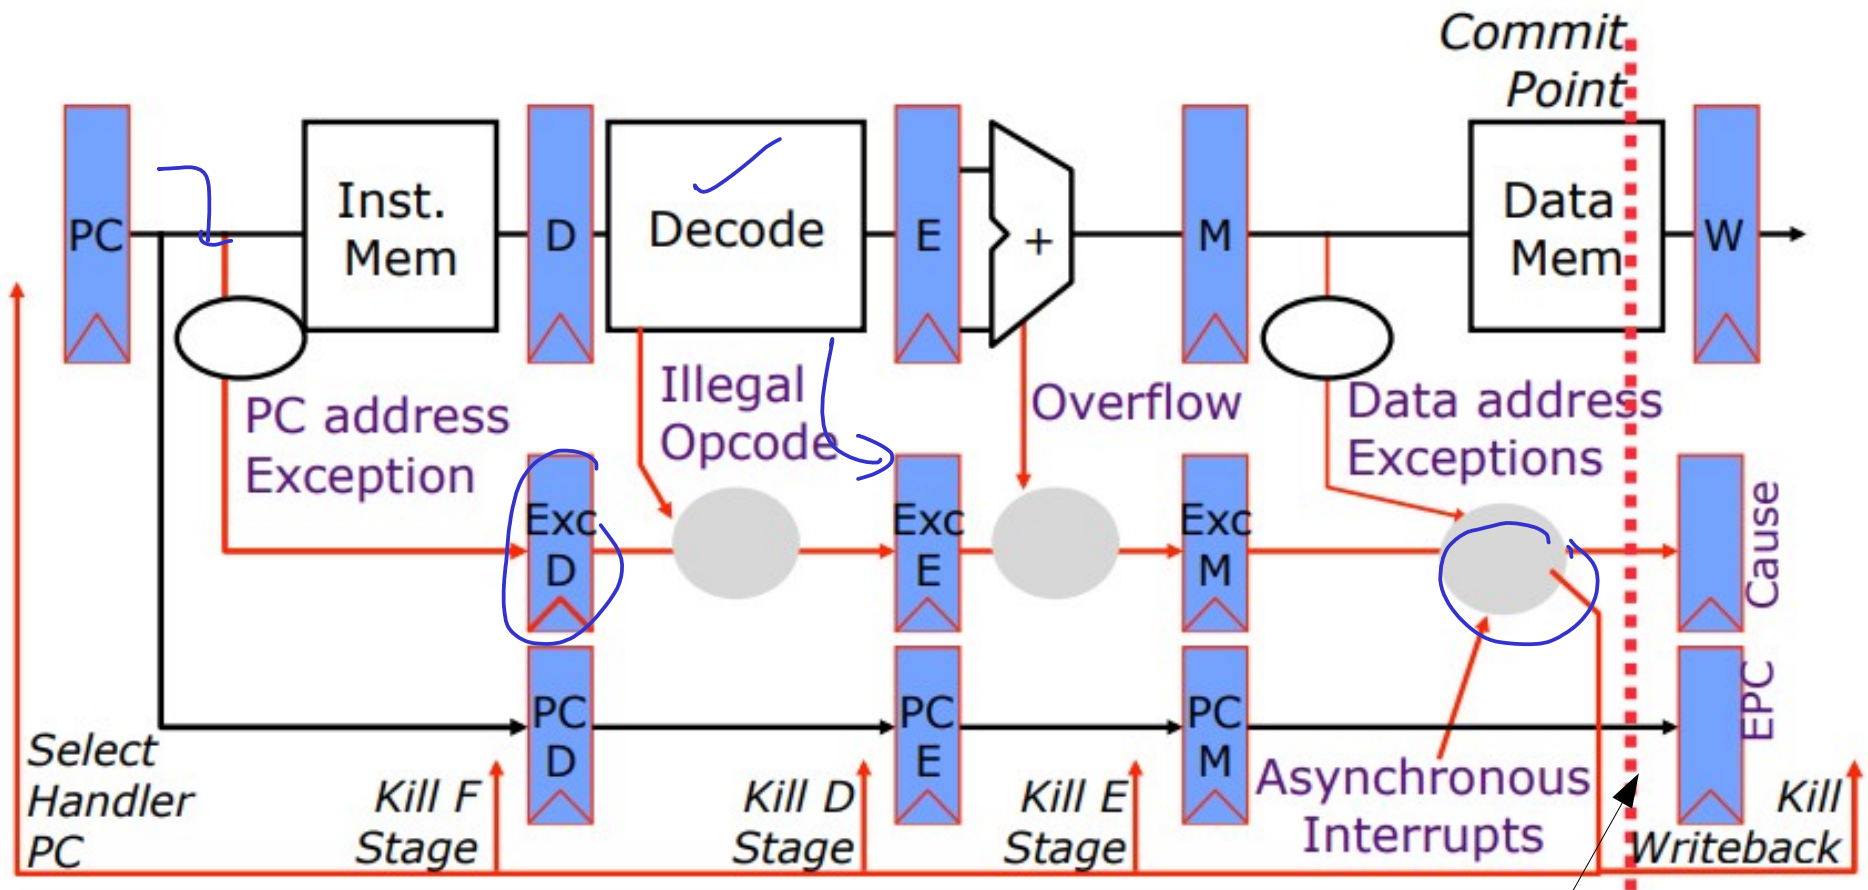 Commit
Point
PC
Inst.
Mem
D
Decode
E
+
M
Data
Mem
W
PC address
Exception
Illegal
Opcode
Overflow
Data address
Exceptions
Exc
D
Exc
E
Exc
M
Cause
PC
D
PC
E
PC
M
EPC
Select
Handler
PC
Kill F
Stage
Kill D
Stage
Kill E
Stage
Asynchronous
Interrupts
Kill
Writeback